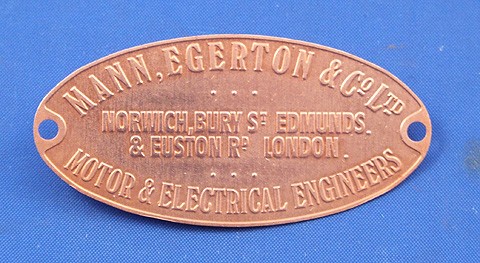 MANN, EGERTON & Co LTD
. . .
NORWICH, BURY ST EDMUNDS.
& EUSTON RD LONDON.
. . .
MOTOR & ELECTRICAL ENGINEERS